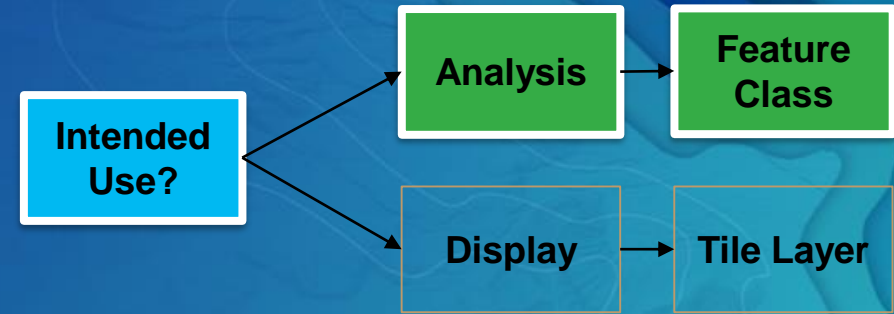 Intended
Use?
Analysis
Feature
Class
Display
Tile Layer